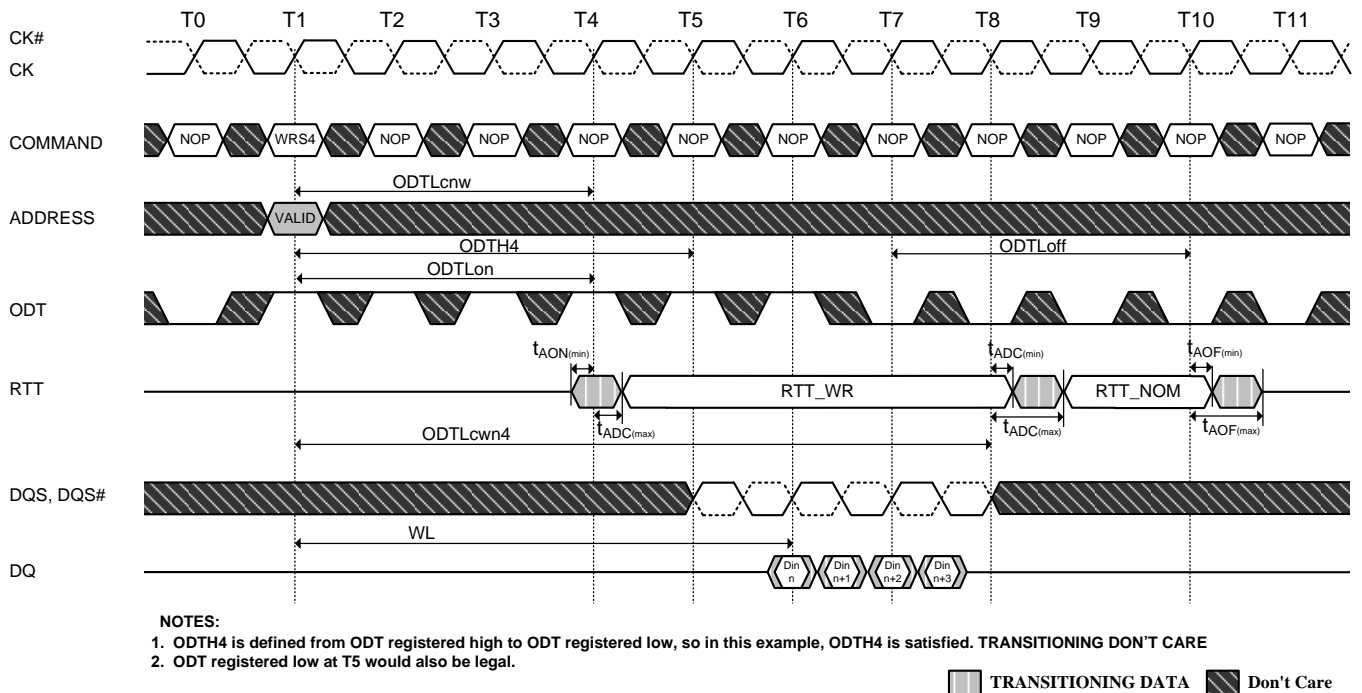 T0 T1 T2 T3 T4 T5 T6 T7 T8 T9 T10 T11
CK#
CK
COMMAND NOP WRS4 NOP NOP NOP NOP NOP NOP NOP NOP NOP NOP
ODTLcnw
ADDRESS VALID
ODTH4 ODTLoff
ODTLon
ODT
tAON(min) tADC(min) tAOF(min)
RTT RTT_WR RTT_NOM
tADC(max) tADC(max) tAOF(max)
ODTLcwn4
DQS, DQS#
WL
DQ Din n Din n+1 Din n+2 Din n+3
NOTES:
1. ODTH4 is defined from ODT registered high to ODT registered low, so in this example, ODTH4 is satisfied. TRANSITIONING DON'T CARE
2. ODT registered low at T5 would also be legal.
TRANSITIONING DATA Don't Care